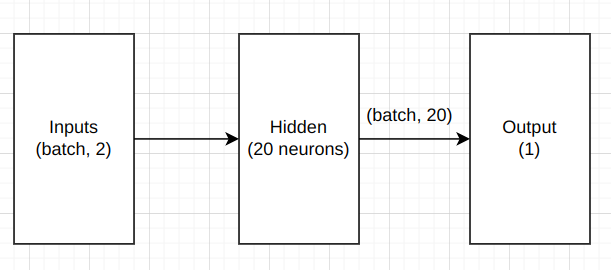 Inputs
(batch, 2)
Hidden
(20 neurons)
(batch, 20)
Output
(1)